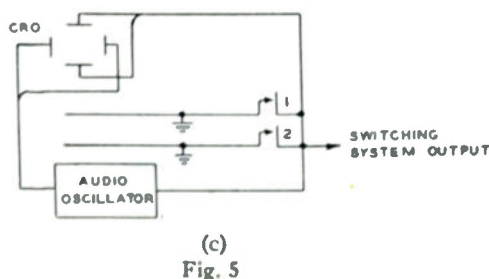 CRO
1
2
SWITCHING
SYSTEM OUTPUT
AUDIO
OSCILLATOR
(c)
Fig. 5